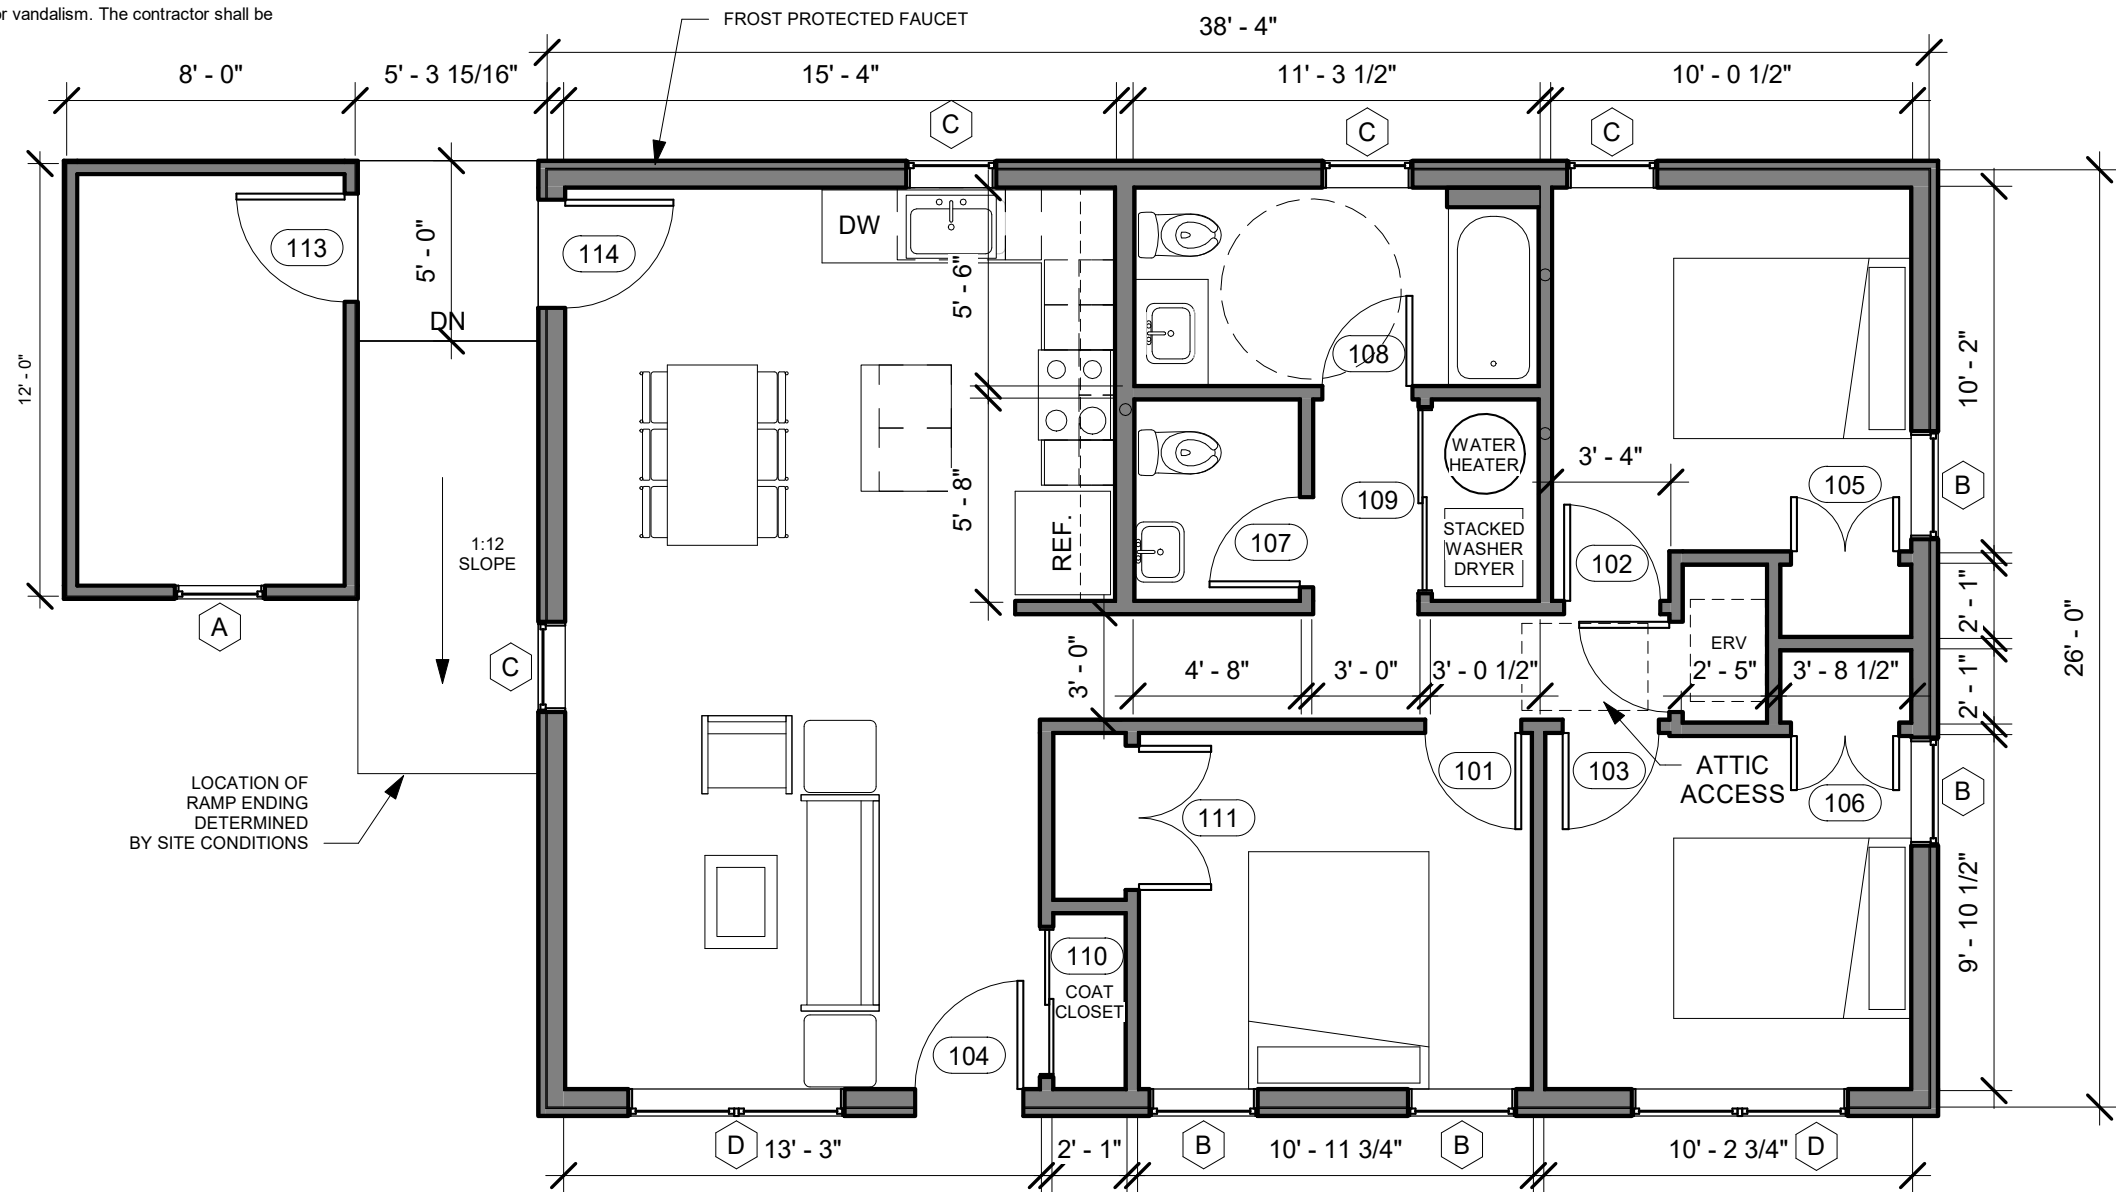 or vandalism. The contractor shall be
FROST PROTECTED FAUCET
38' - 4"
8' - 0"
5' - 3 15/16"
15' - 4"
11' - 3 1/2"
10' - 0 1/2"
C
C
C
113
5' - 0"
114
DW
5' - 6"
108
DN
12' - 0"
10' - 2"
WATER
HEATER
3' - 4"
105
B
109
5' - 8"
REF.
107
STACKED
WASHER
DRYER
102
1:12
SLOPE
A
C
3' - 0"
4' - 8"
3' - 0"
3' - 0 1/2"
ERV
2' - 5"
3' - 8 1/2"
2' - 1"
2' - 1"
26' - 0"
LOCATION OF
RAMP ENDING
DETERMINED
BY SITE CONDITIONS
101
103
ATTIC
ACCESS
106
B
111
9' - 10 1/2"
110
COAT
CLOSET
104
D
13' - 3"
2' - 1"
B
10' - 11 3/4"
B
10' - 2 3/4"
D